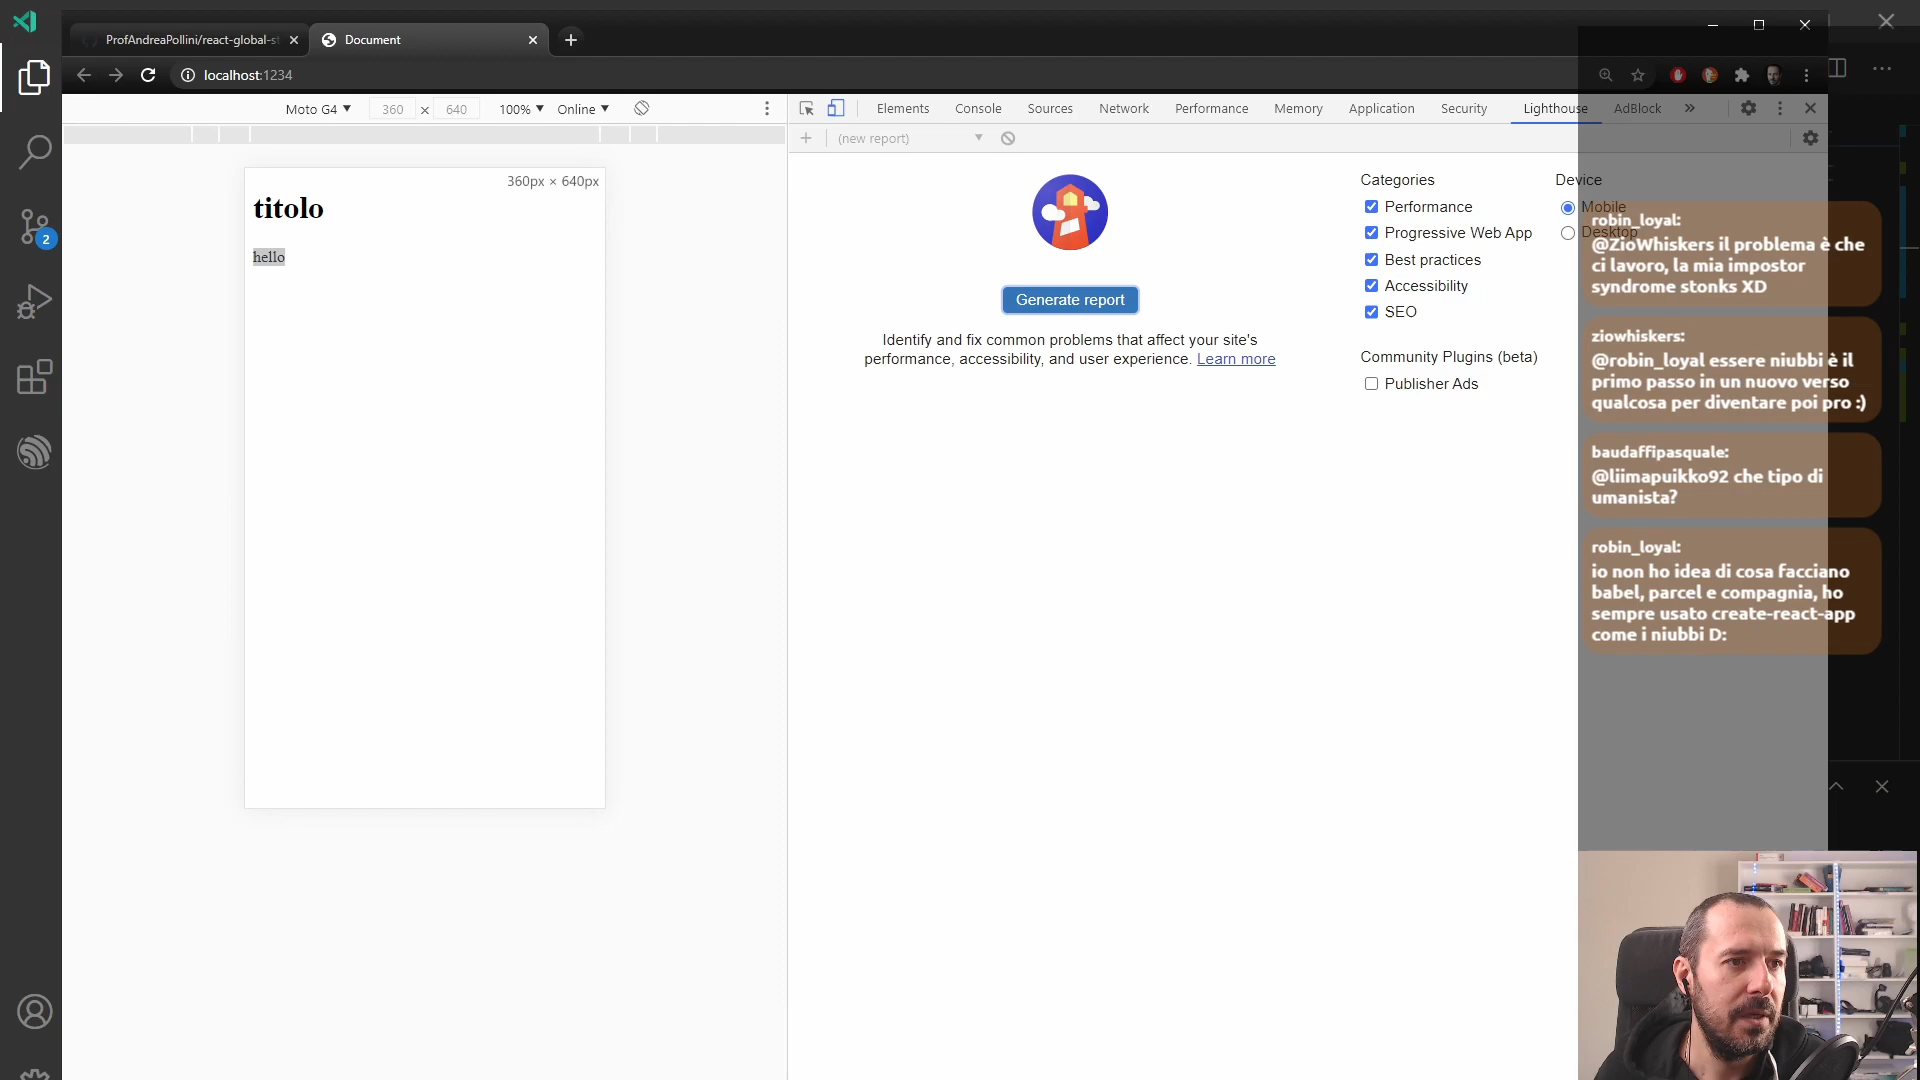 ProfAndreaPollini/react-global-st
Document
localhost:1234
Moto G4 ▼ 360 x 640 100% ▼ Online ▼
Elements Console Sources Network Performance Memory Application Security Lighthouse AdBlock »
+ (new report) ▼
360px × 640px
titolo
hello
Generate report
Identify and fix common problems that affect your site's
performance, accessibility, and user experience. Learn more
Categories
Performance
Progressive Web App
Best practices
Accessibility
SEO
Community Plugins (beta)
Publisher Ads
Device
Mobile
Desktop
robin_loyal:
@ZioWhiskers il problema è che
ci lavoro, la mia impostor
syndrome stonks XD
ziowhiskers:
@robin_loyal essere niubbi è il
primo passo in un nuovo verso
qualcosa per diventare poi pro :)
baudaffipasquale:
@liimapuikko92 che tipo di
umanista?
robin_loyal:
io non ho idea di cosa facciano
babel, parcel e compagnia, ho
sempre usato create-react-app
come i niubbi D:
2